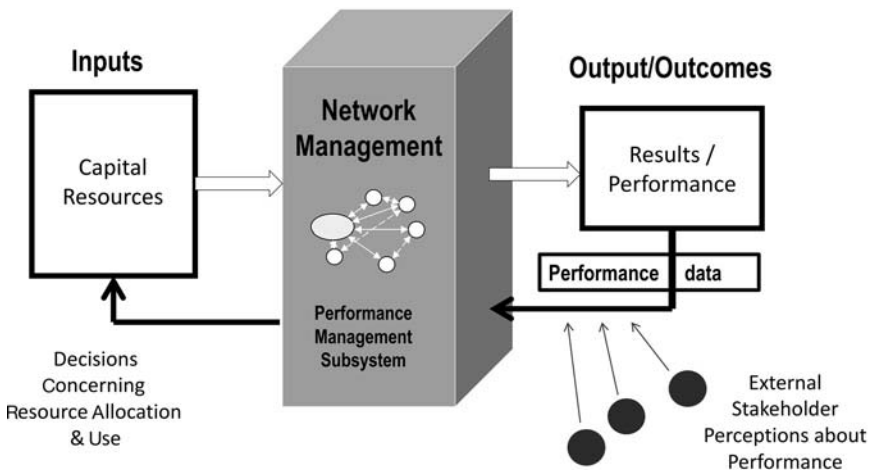 Inputs
Capital
Resources
Decisions
Concerning
Resource Allocation
& Use
Network
Management
Performance
Management
Subsystem
Output/Outcomes
Results /
Performance
Performance data
External
Stakeholder
Perceptions about
Performance